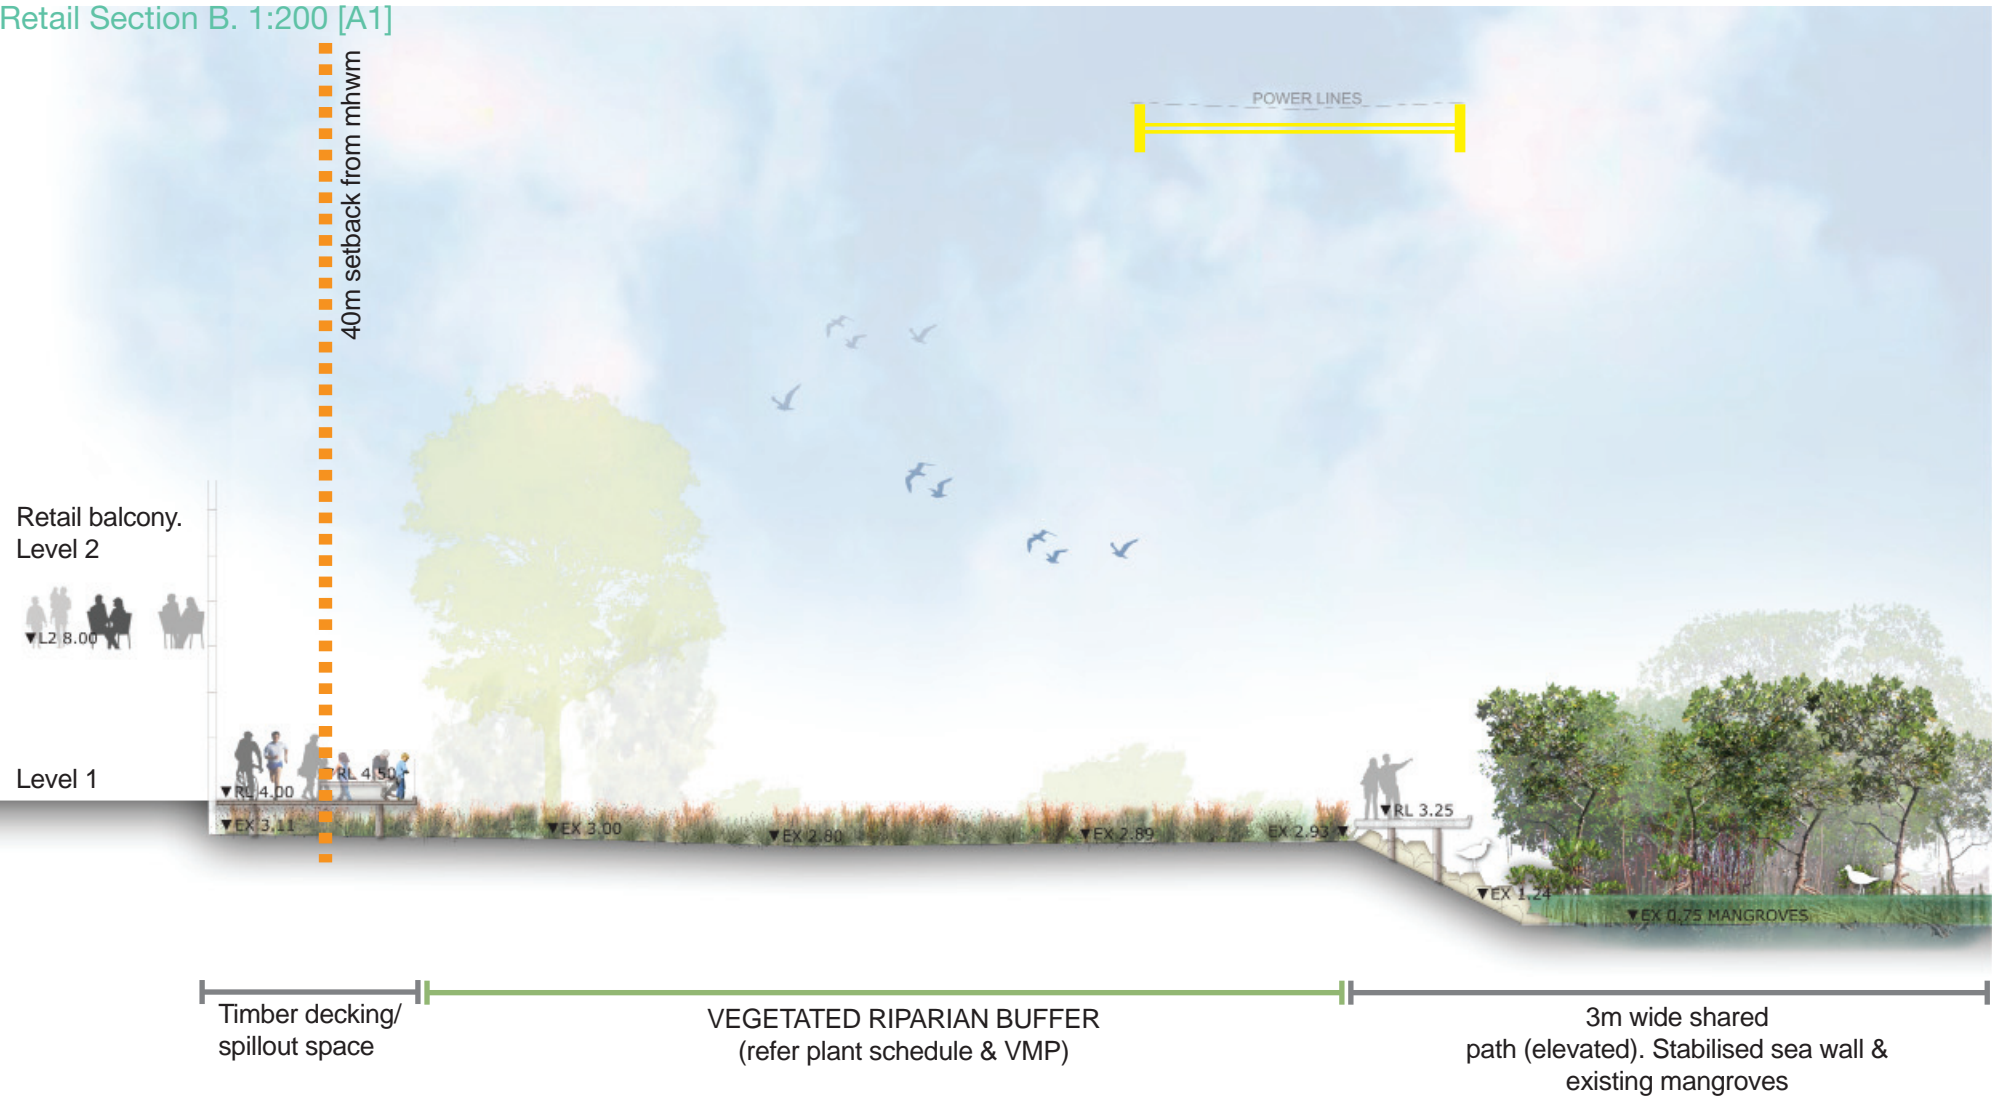 Retail Section B. 1:200 [A1]
40m setback from mhwm
POWER LINES
Retail balcony.
Level 2
▼L2 8.00
Level 1
▼RL 4.00
▼RL 4.50
▼EX 3.11
▼EX 3.00
▼EX 2.80
▼EX 2.89
EX 2.93▼
▼RL 3.25
▼EX 1.24
▼EX 0.75 MANGROVES
Timber decking/
spillout space
VEGETATED RIPARIAN BUFFER
(refer plant schedule & VMP)
3m wide shared
path (elevated). Stabilised sea wall &
existing mangroves